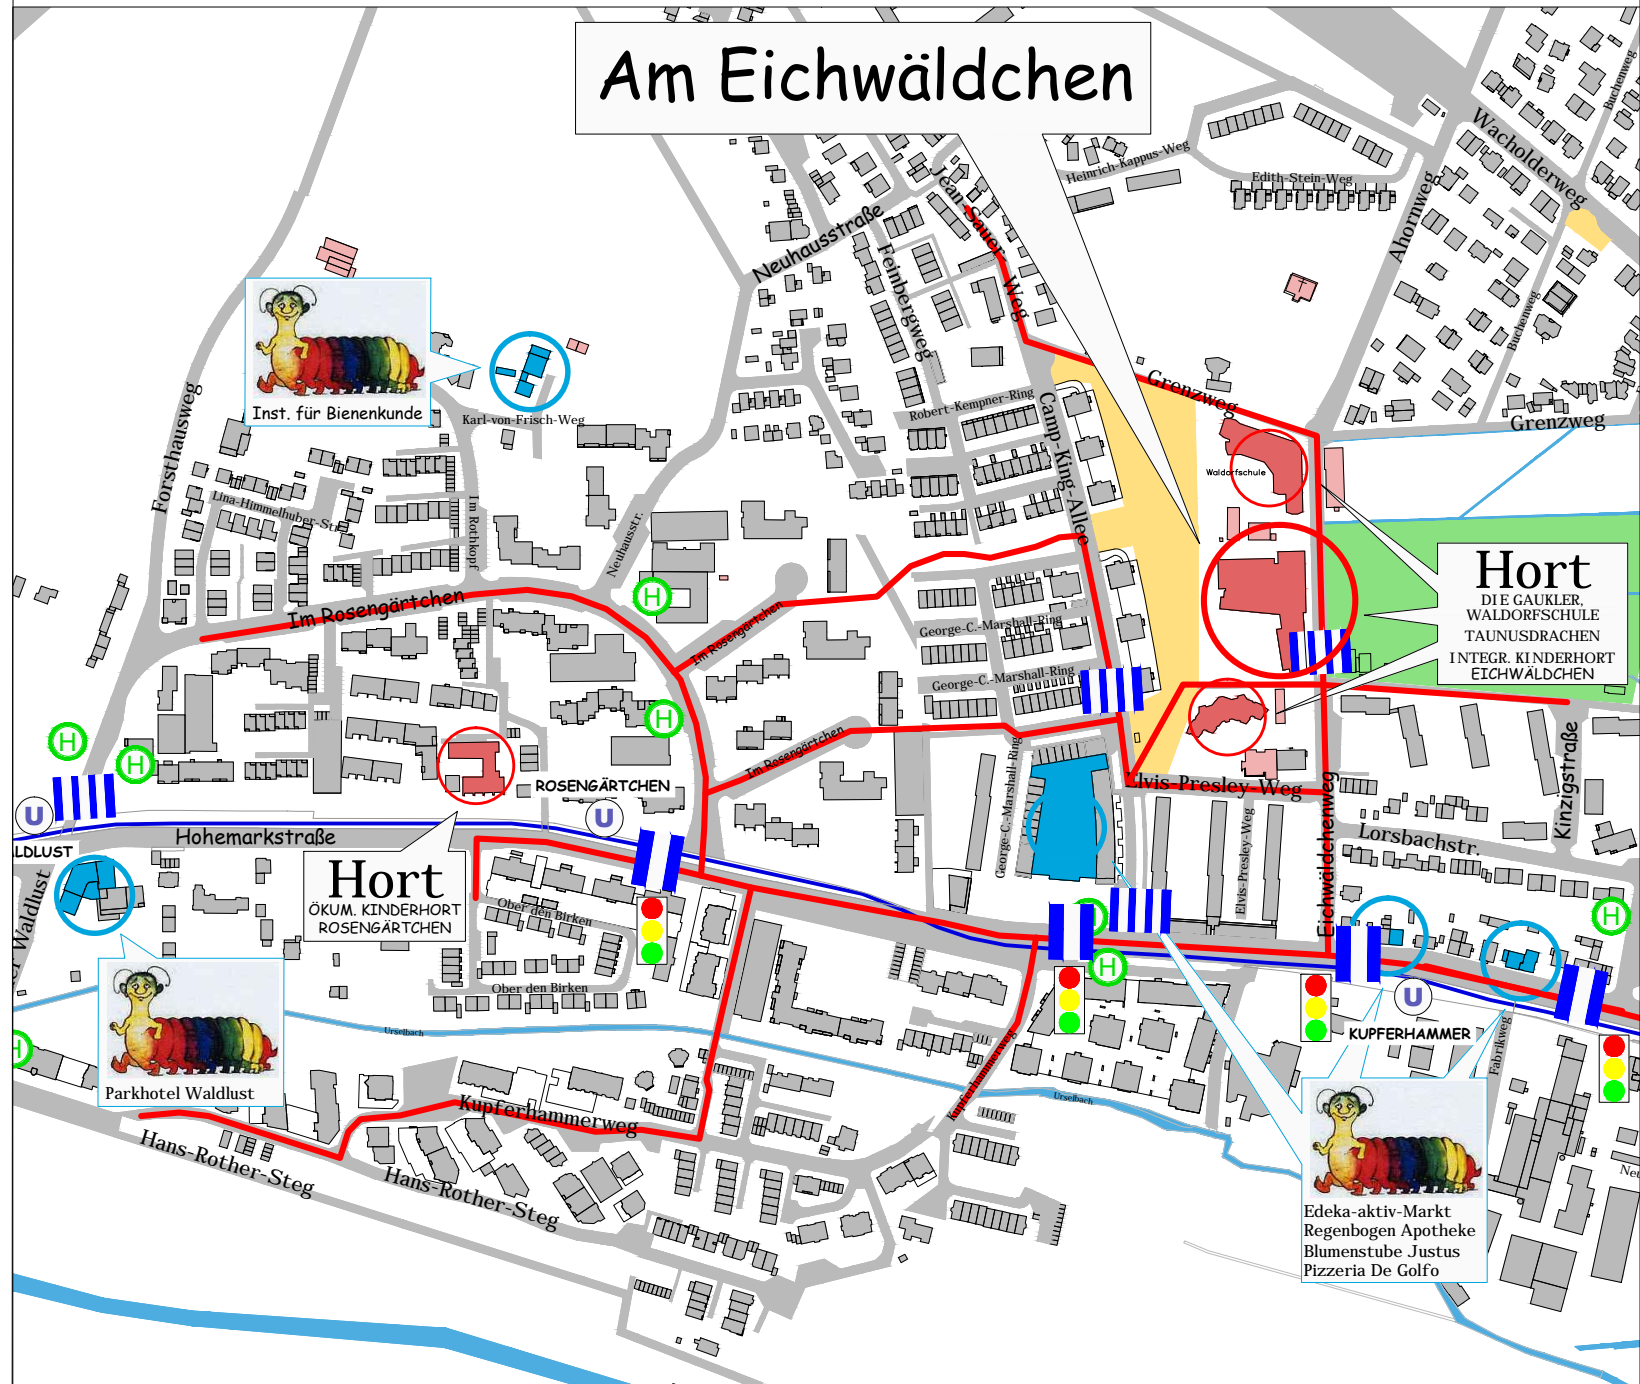 Am Eichwäldchen
Wacholderweg
Buchenweg
Heinrich-Kappus-Weg
Edith-Stein-Weg
Ahornweg
Jean-Sauer-Weg
Neuhausstraße
Feinbergweg
Buchenweg
Inst. für Bienenkunde
Karl-von-Frisch-Weg
Forsthausweg
Robert-Kempner-Ring
Camp-King-Allee
Grenzweg
Grenzweg
Waldorfschule
Lina-Himmelhuber-Str.
Im Rothkopf
Neuhausstr.
Hort
DIE GAUKLER,
WALDORFSCHULE
TAUNUSDRACHEN
INTEGR. KINDERHORT
EICHWÄLDCHEN
Im Rosengärtchen
H
Im Rosengärtchen
George-C.-Marshall-Ring
George-C.-Marshall-Ring
H
H
H
Im Rosengärtchen
George-C.-Marshall-Ring
Kinzigstraße
ROSENGÄRTCHEN
Elvis-Presley-Weg
U
U
Hohemarkstraße
Lorsbachstr.
Elvis-Presley-Weg
Eichwäldchenweg
Hort
ÖKUM. KINDERHORT
ROSENGÄRTCHEN
Ober den Birken
H
H
Ober den Birken
U
KUPFERHAMMER
Urselbach
Fabrikweg
H
Parkhotel Waldlust
Kupferhammerweg
Kupferhammerweg
Urselbach
Hans-Rother-Steg
Hans-Rother-Steg
Edeka-aktiv-Markt
Regenbogen Apotheke
Blumenstube Justus
Pizzeria De Golfo